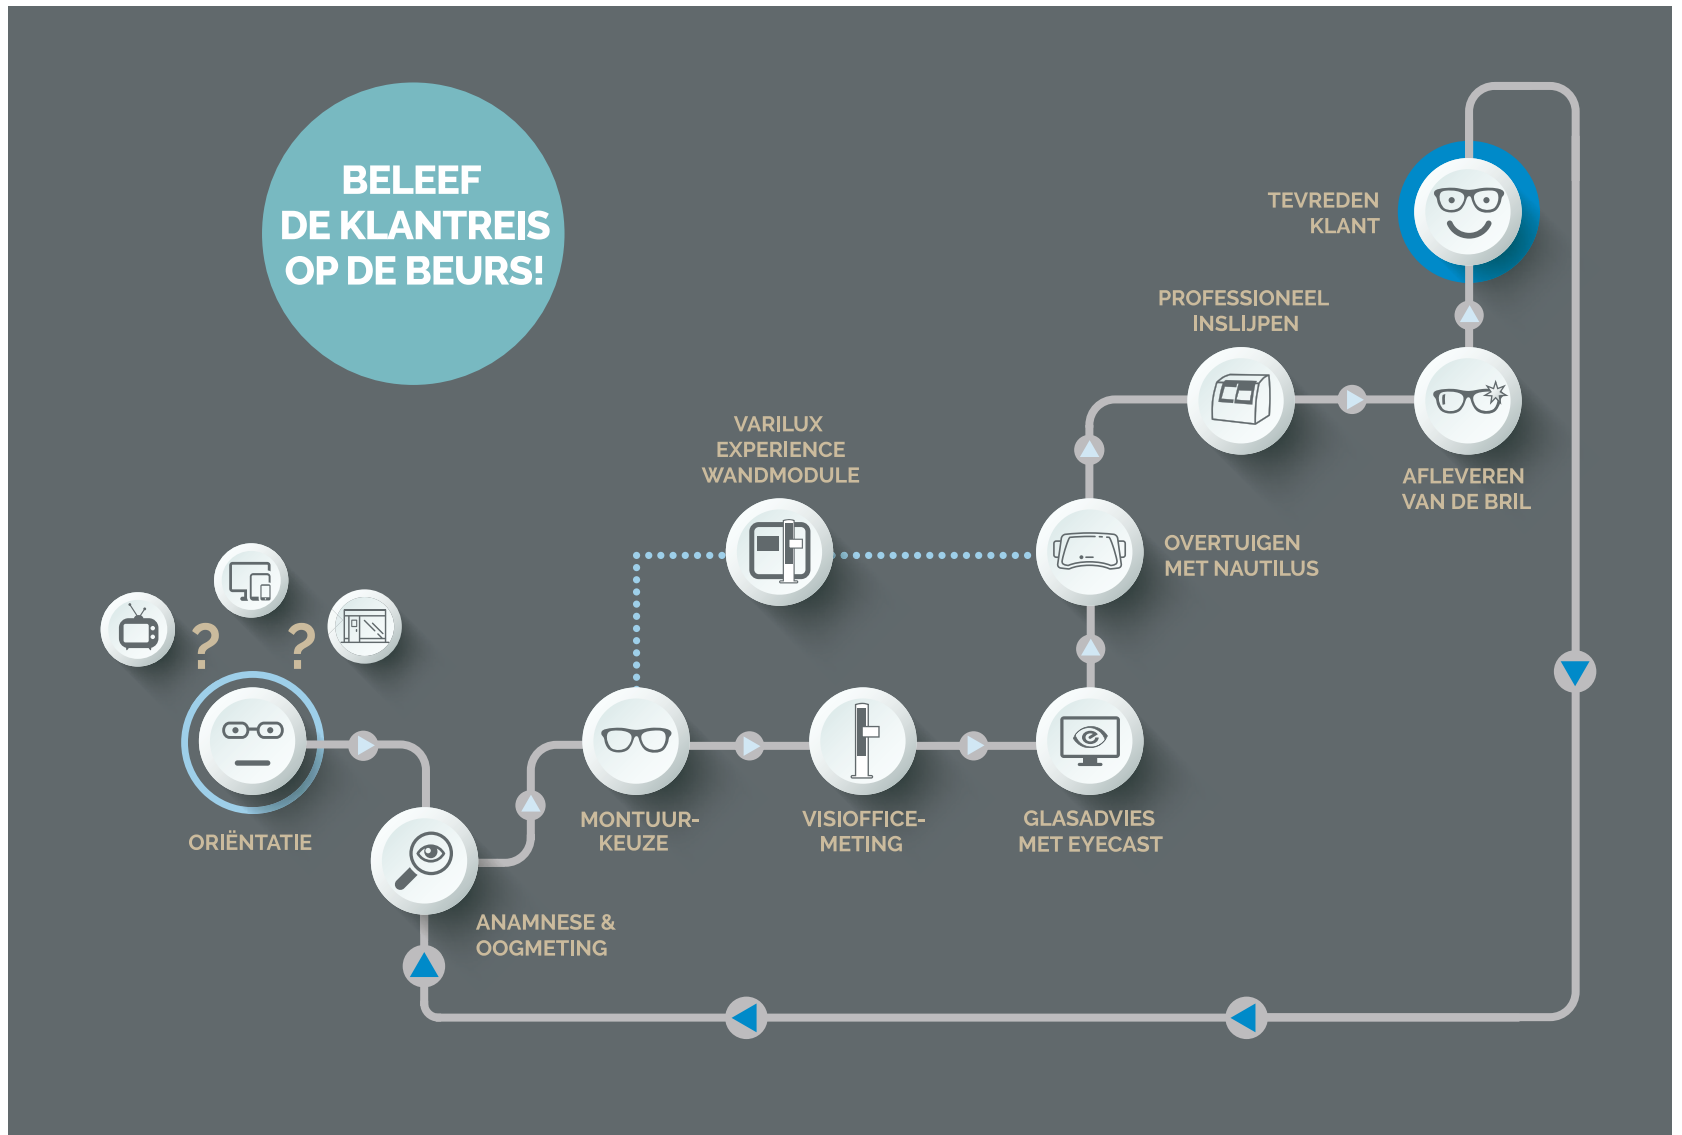 BELEEF
DE KLANTREIS
OP DE BEURS!
TEVREDEN
KLANT
PROFESSIONEEL
INSLIJPEN
AFLEVEREN
VAN DE BRIL
VARILUX
EXPERIENCE
WANDMODULE
OVERTUIGEN
MET NAUTILUS
? ?
ORIËNTATIE
MONTUUR-
KEUZE
VISIOFFICE-
METING
GLASADVIES
MET EYECAST
ANAMNESE &
OOGMETING